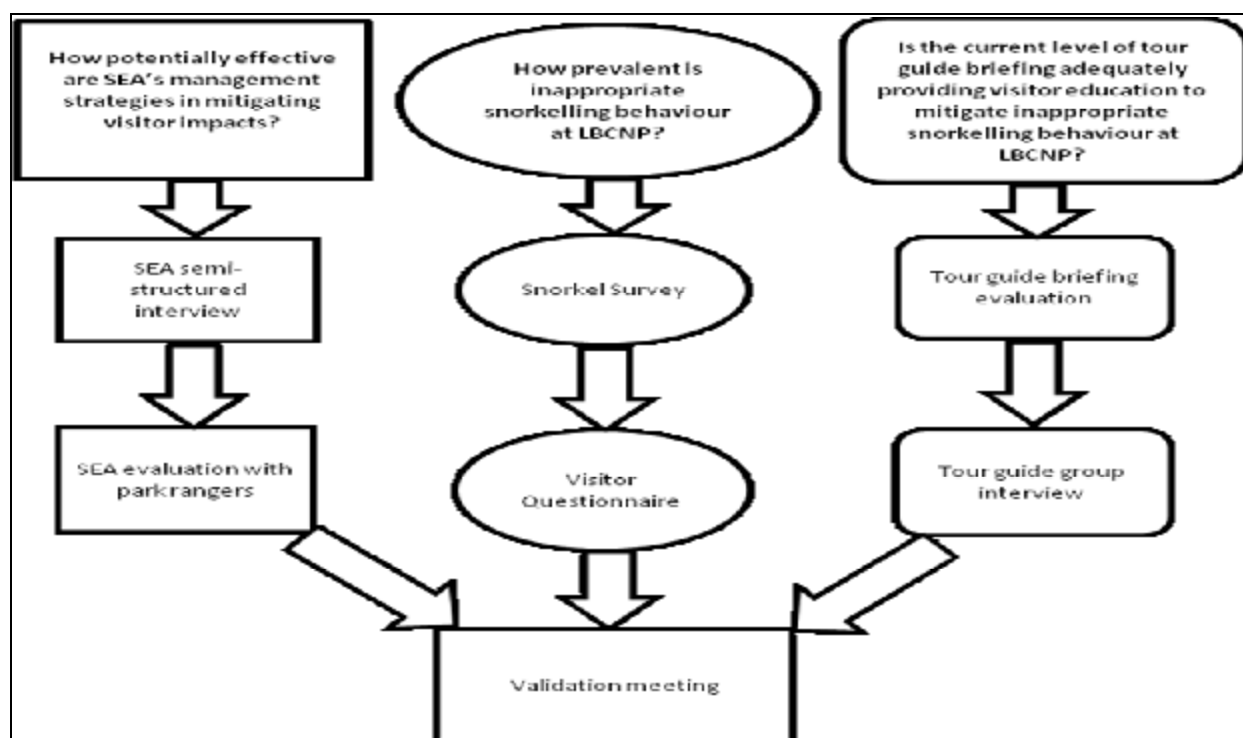 How potentially effective
are SEA's management
strategies in mitigating
visitor impacts?
How prevalent is
inappropriate
snorkelling behaviour
at LBCNP?
Is the current level of tour
guide briefing adequately
providing visitor education to
mitigate inappropriate
snorkelling behaviour at
LBCNP?
SEA semi-
structured
interview
Snorkel Survey
Tour guide briefing
evaluation
SEA evaluation with
park rangers
Visitor
Questionnaire
Tour guide group
interview
Validation meeting